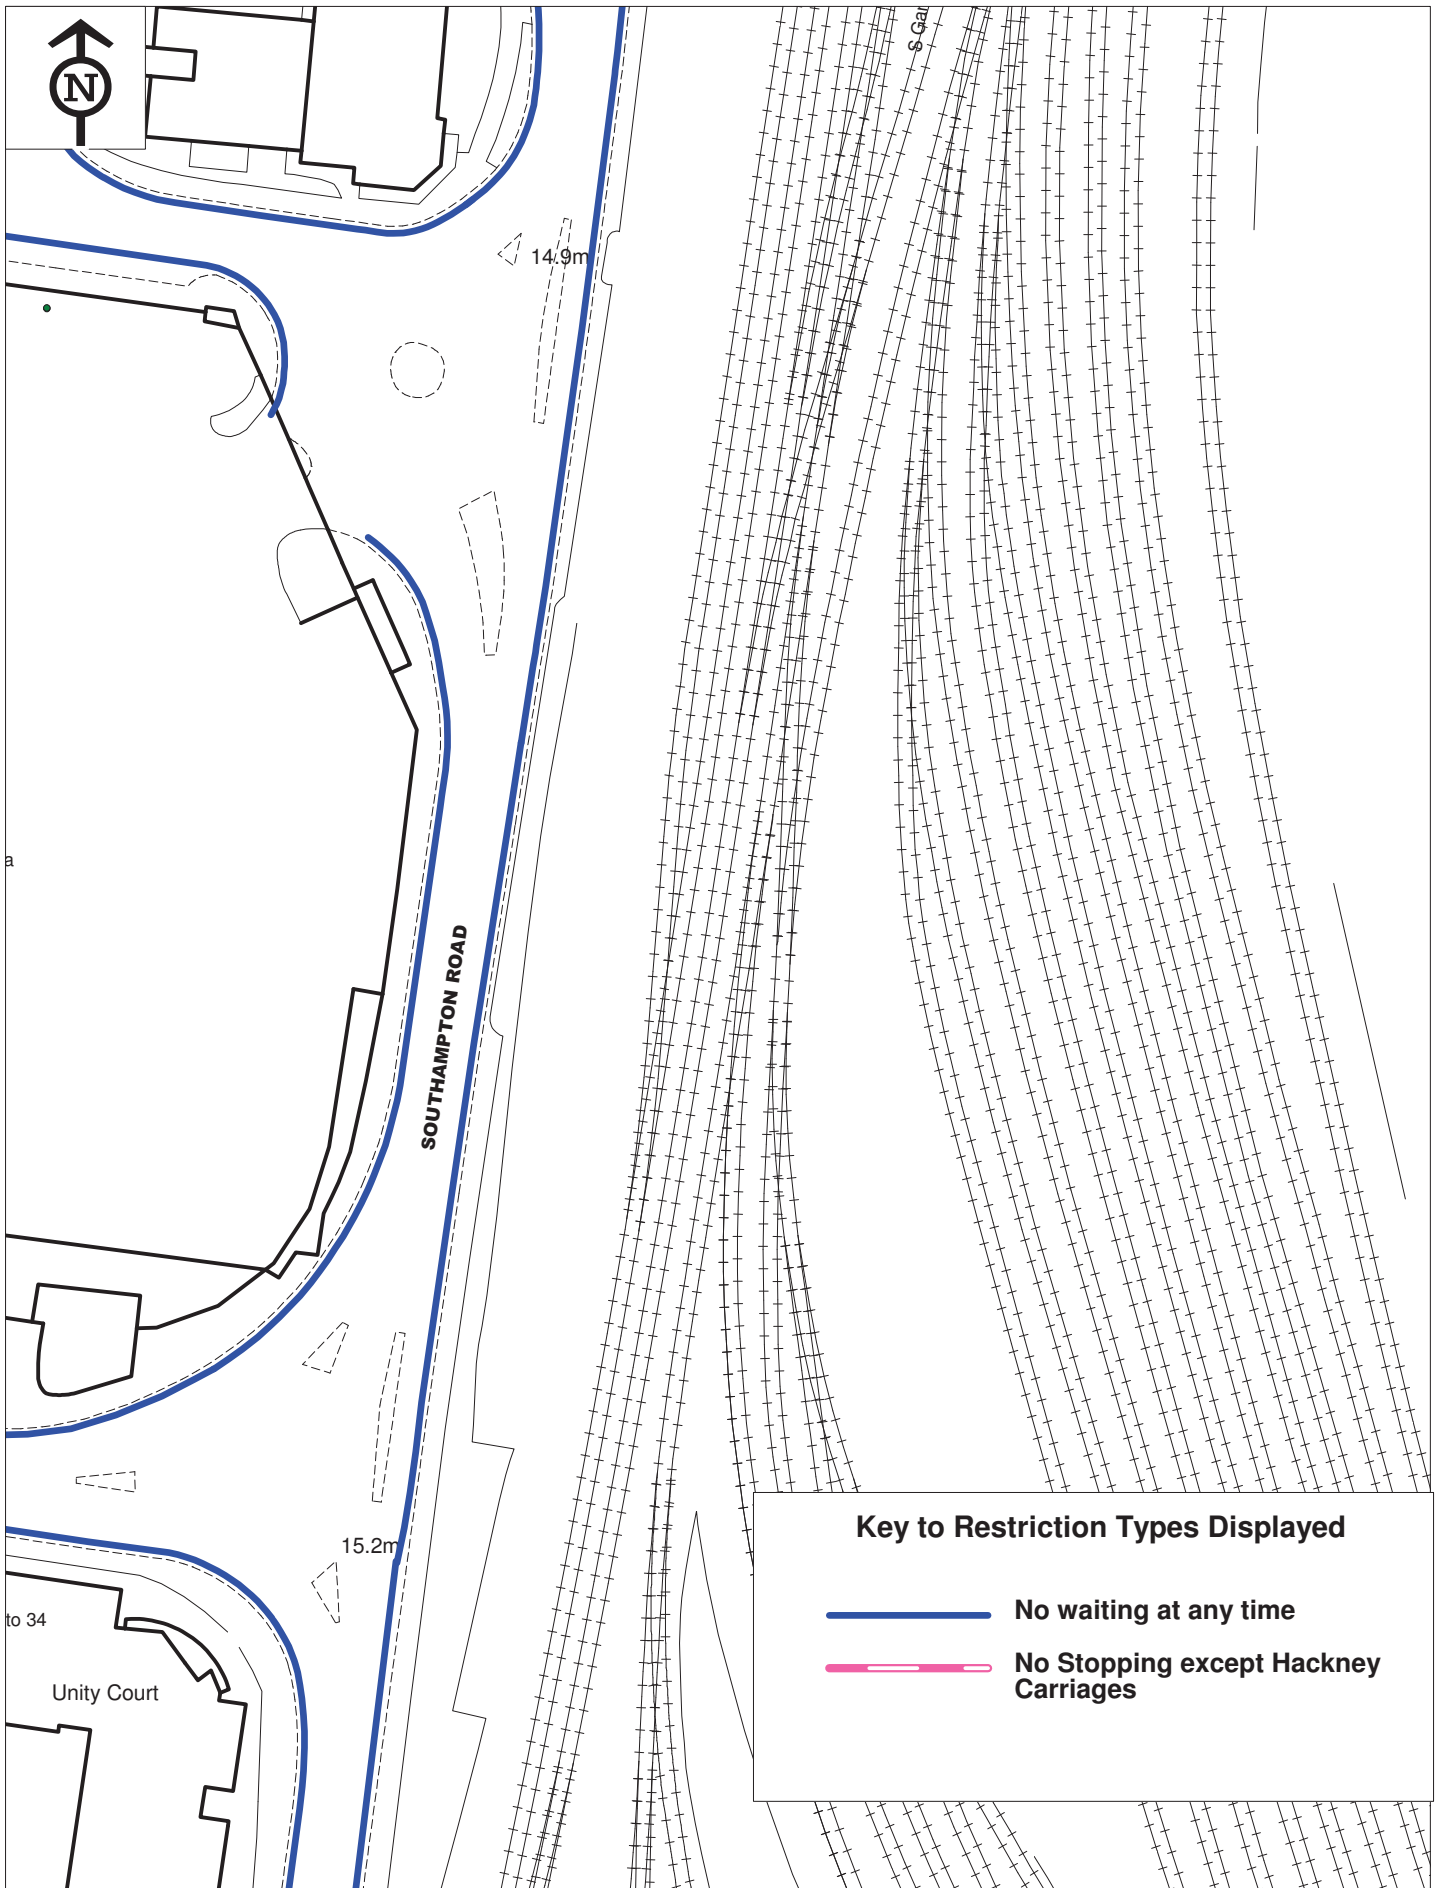 N
S Gan
14.9m
a
SOUTHAMPTON ROAD
15.2m
to 34
Unity Court
Key to Restriction Types Displayed
No waiting at any time
No Stopping except Hackney
Carriages